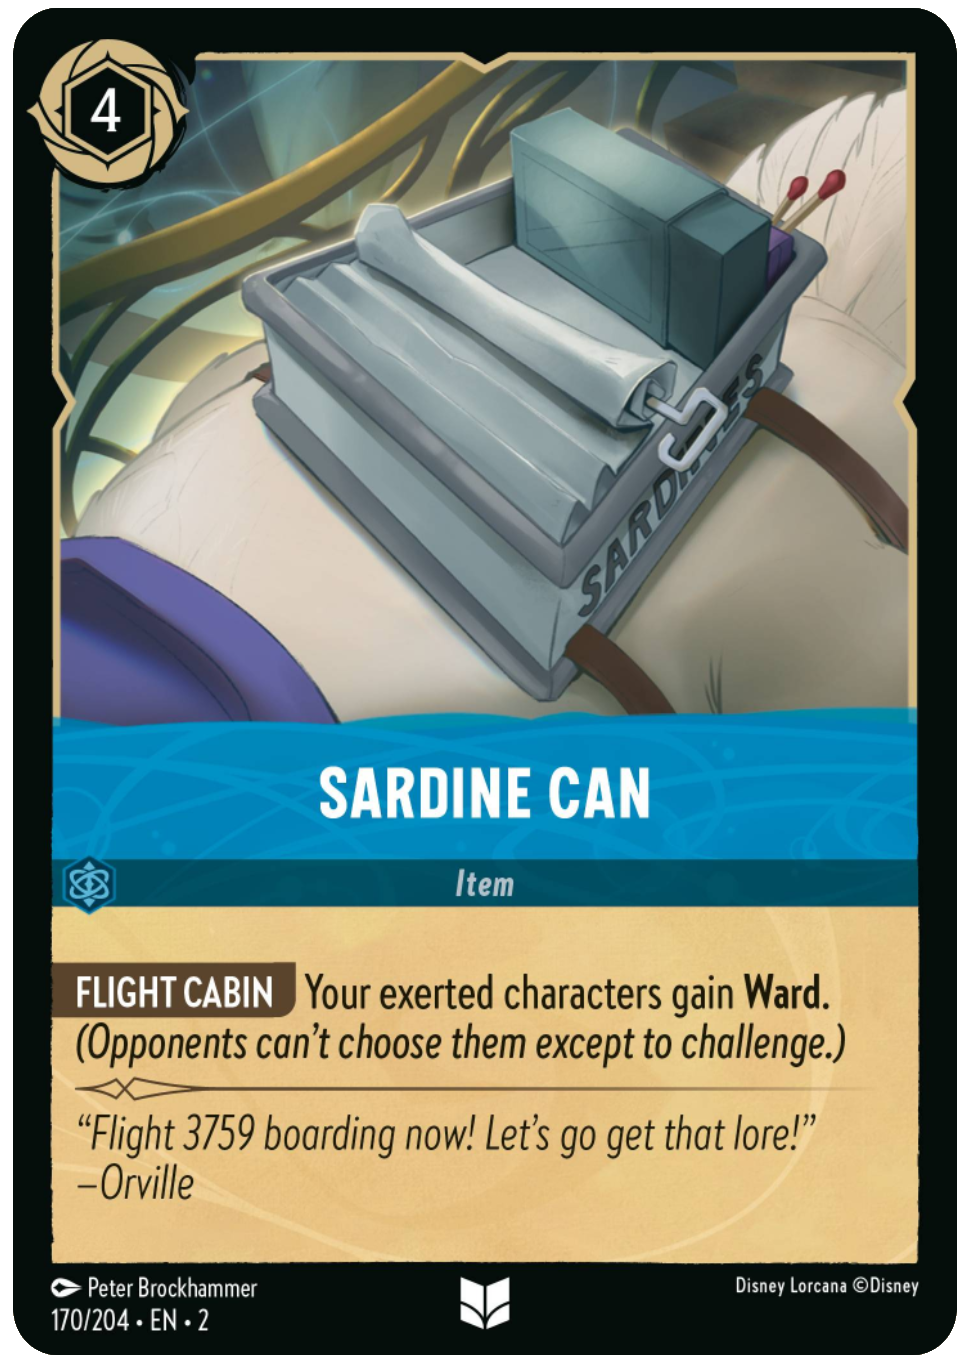 4
SARDINES
SARDINE CAN
Item
FLIGHT CABIN Your exerted characters gain Ward.
(Opponents can't choose them except to challenge.)
“Flight 3759 boarding now! Let's go get that lore!”
–Orville
Peter Brockhammer
Disney Lorcana ©Disney
170/204 • EN • 2